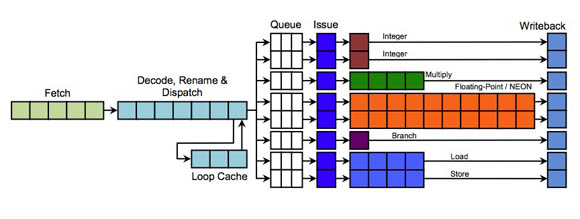 Queue
Issue
Writeback
Integer
Integer
Decode, Rename &
Dispatch
Multiply
Fetch
Floating-Point / NEON
Branch
Loop Cache
Load
Store